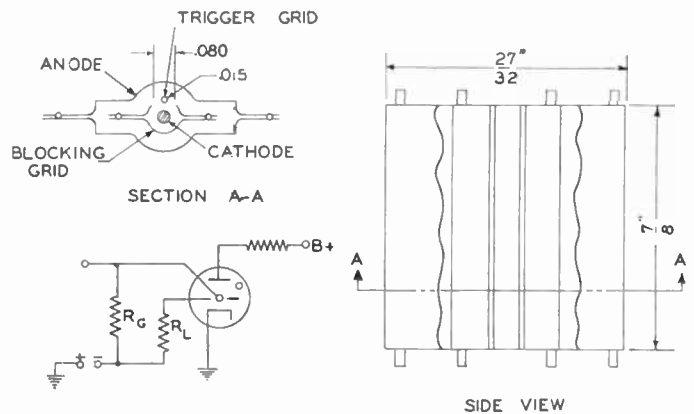 TRIGGER GRID
.080
ANODE
.015
BLOCKING
GRID
CATHODE
SECTION A-A
B+
RG
RL
+ -
27"
32
7"
8
A
A
SIDE VIEW